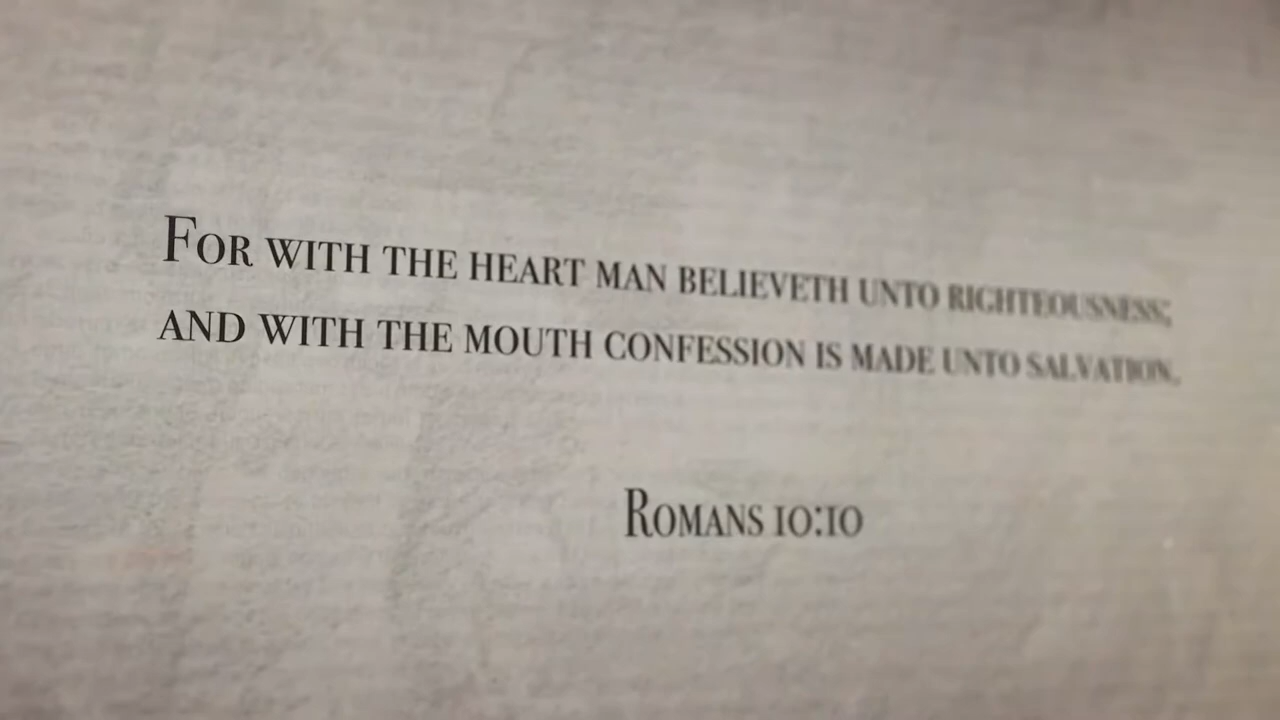 For with the heart man believeth unto righteousness;
and with the mouth confession is made unto salvation.
Romans 10:10